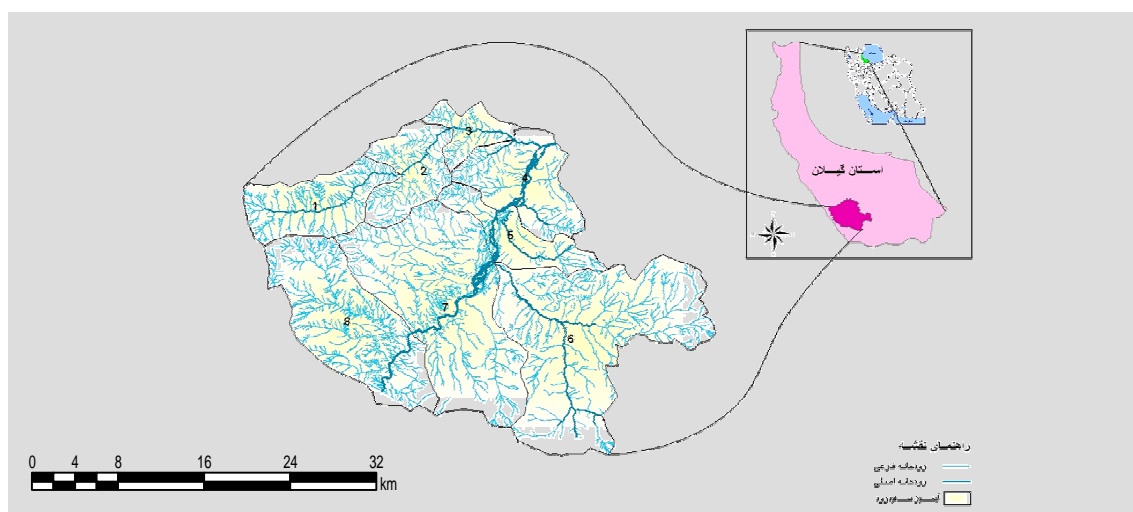 استان گیلان
3
2
4
1
5
7
8
6
راهنمای نقشه
رودخانه فرعی
رودخانه اصلی
0 4 8 16 24 32
km